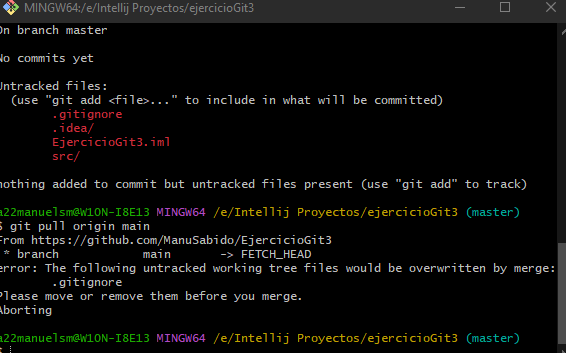 MINGW64:/e/Intellij Proyectos/ejercicioGit3
On branch master
No commits yet
Untracked files:
(use "git add <file>..." to include in what will be committed)
.gitignore
.idea/
EjercicioGit3.iml
src/
nothing added to commit but untracked files present (use "git add" to track)
a22manuelsm@W10N-I8E13 MINGW64 /e/Intellij Proyectos/ejercicioGit3 (master)
$ git pull origin main
From https://github.com/ManuSabido/EjercicioGit3
* branch main -> FETCH_HEAD
error: The following untracked working tree files would be overwritten by merge:
.gitignore
Please move or remove them before you merge.
Aborting
a22manuelsm@W10N-I8E13 MINGW64 /e/Intellij Proyectos/ejercicioGit3 (master)